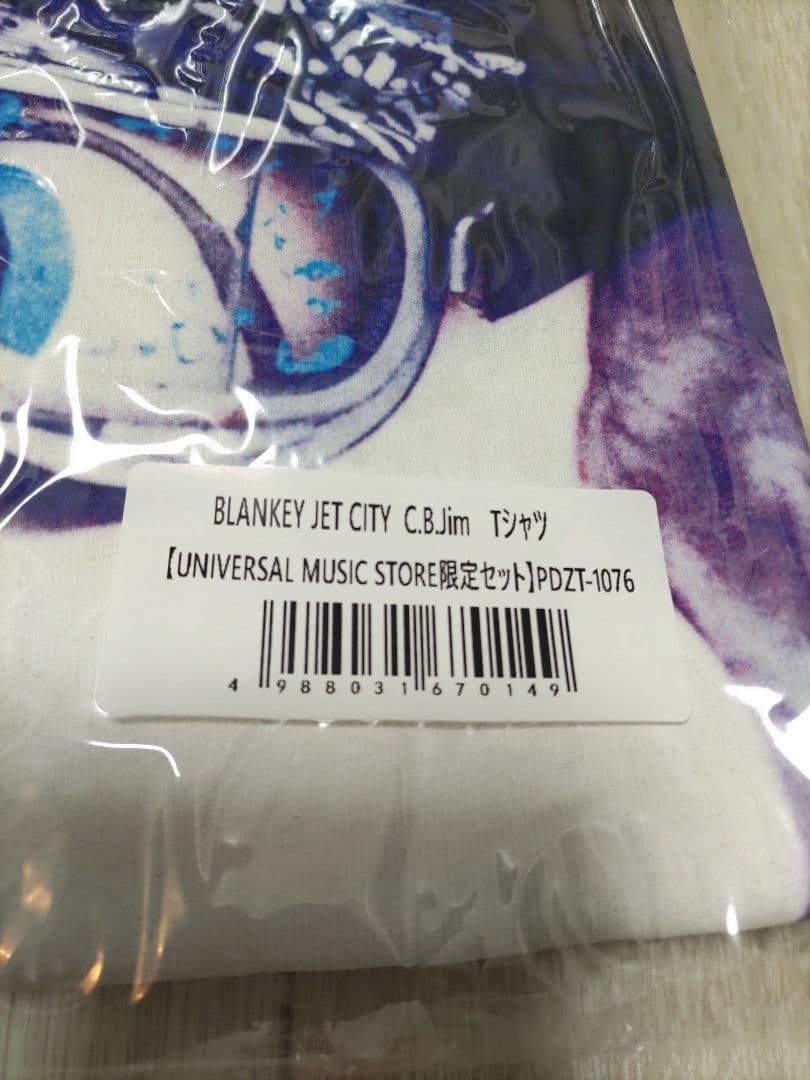 BLANKEY JET CITY C.B.Jim Tシャツ
【UNIVERSAL MUSIC STORE限定セット】PDZT-1076
4 988031 670149